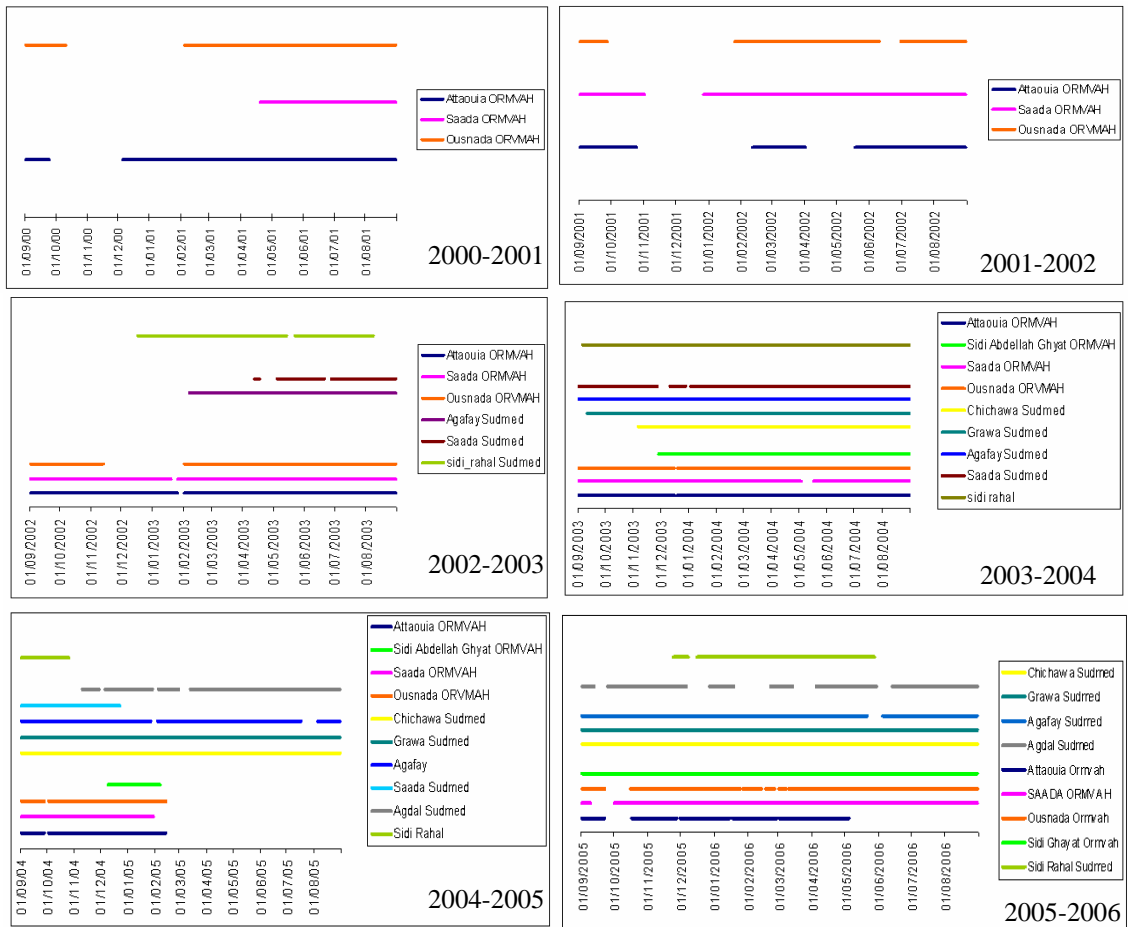 Attaouia ORMVAH
Saada ORMVAH
Ousnada ORVMAH
01/09/00
01/10/00
01/11/00
01/12/00
01/01/01
01/02/01
01/03/01
01/04/01
01/05/01
01/06/01
01/07/01
01/08/01
2000-2001
Attaouia ORMVAH
Saada ORMVAH
Ousnada ORVMAH
01/09/2001
01/10/2001
01/11/2001
01/12/2001
01/01/2002
01/02/2002
01/03/2002
01/04/2002
01/05/2002
01/06/2002
01/07/2002
01/08/2002
2001-2002
Attaouia ORMVAH
Saada ORMVAH
Ousnada ORVMAH
Agafay Sudmed
Saada Sudmed
sidi_rahal Sudmed
01/09/2002
01/10/2002
01/11/2002
01/12/2002
01/01/2003
01/02/2003
01/03/2003
01/04/2003
01/05/2003
01/06/2003
01/07/2003
01/08/2003
2002-2003
Attaouia ORMVAH
Sidi Abdellah Ghyat ORMVAH
Saada ORMVAH
Ousnada ORVMAH
Chichawa Sudmed
Grawa Sudmed
Agafay Sudmed
Saada Sudmed
sidi rahal
01/09/2003
01/10/2003
01/11/2003
01/12/2003
01/01/2004
01/02/2004
01/03/2004
01/04/2004
01/05/2004
01/06/2004
01/07/2004
01/08/2004
2003-2004
Attaouia ORMVAH
Sidi Abdellah Ghyat ORMVAH
Saada ORMVAH
Ousnada ORVMAH
Chichawa Sudmed
Grawa Sudmed
Agafay
Saada Sudmed
Agdal Sudmed
Sidi Rahal
01/09/04
01/10/04
01/11/04
01/12/04
01/01/05
01/02/05
01/03/05
01/04/05
01/05/05
01/06/05
01/07/05
01/08/05
2004-2005
Chichawa Sudmed
Grawa Sudmed
Agafay Sudmed
Agdal Sudmed
Attaouia Ormvah
SAADA ORMVAH
Ousnada Ormvah
Sidi Ghayat Ormvah
Sidi Rahal Sudmed
01/09/2005
01/10/2005
01/11/2005
01/12/2005
01/01/2006
01/02/2006
01/03/2006
01/04/2006
01/05/2006
01/06/2006
01/07/2006
01/08/2006
2005-2006